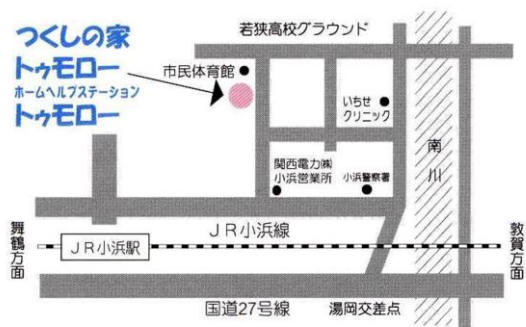 つくしの家
トゥモロー
ホームヘルプステーション
トゥモロー
若狭高校グラウンド
市民体育館
いちせ
クリニック
関西電力㈱
小浜営業所
小浜警察署
南川
JR小浜線
舞鶴方面
JR小浜駅
敦賀方面
国道27号線
湯岡交差点